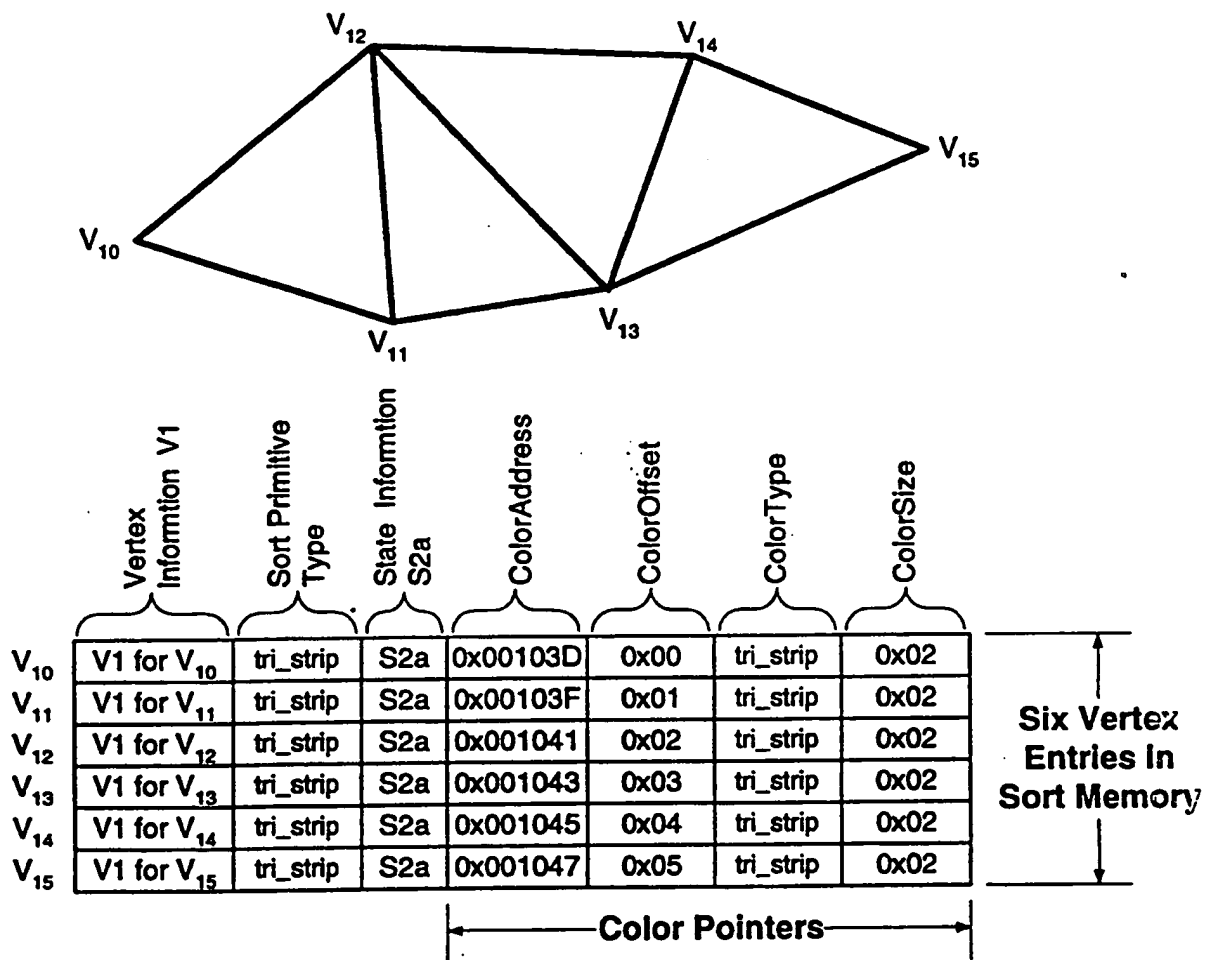 V12
V14
V15
V10
V13
V11
Vertex
Informtion V1
Sort Primitive
Type
State Informtion
S2a
ColorAddress
ColorOffset
ColorType
ColorSize
V10 V1 for V10 tri_strip S2a 0x00103D 0x00 tri_strip 0x02
V11 V1 for V11 tri_strip S2a 0x00103F 0x01 tri_strip 0x02
V12 V1 for V12 tri_strip S2a 0x001041 0x02 tri_strip 0x02
V13 V1 for V13 tri_strip S2a 0x001043 0x03 tri_strip 0x02
V14 V1 for V14 tri_strip S2a 0x001045 0x04 tri_strip 0x02
V15 V1 for V15 tri_strip S2a 0x001047 0x05 tri_strip 0x02
Six Vertex
Entries In
Sort Memory
Color Pointers